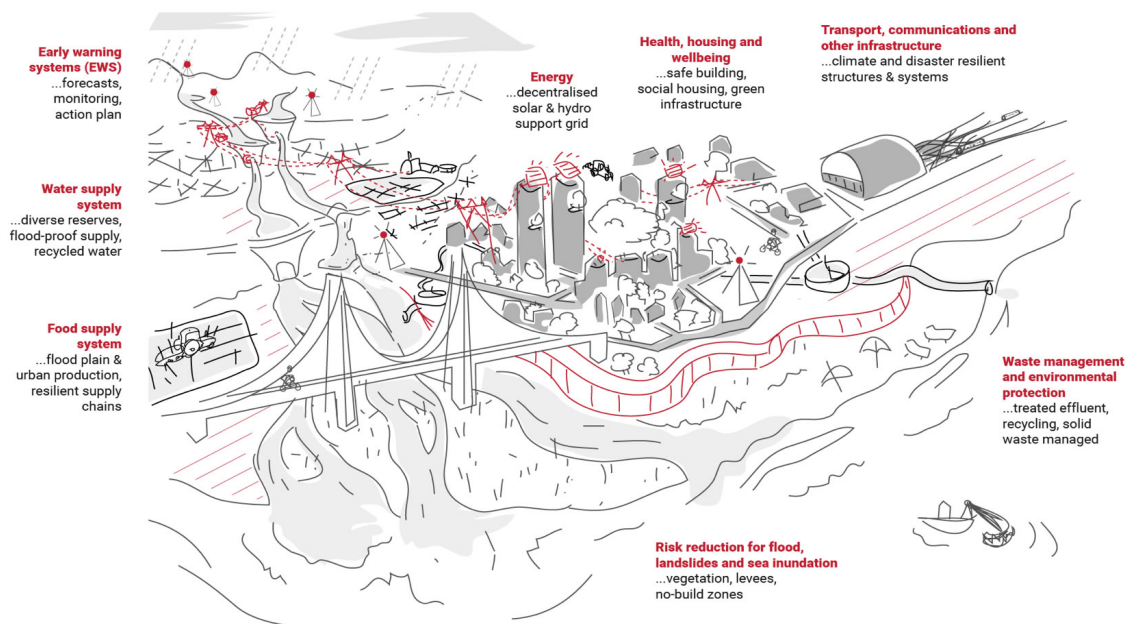 Early warning
systems (EWS)
...forecasts,
monitoring,
action plan
Energy
...decentralised
solar & hydro
support grid
Health, housing and
wellbeing
...safe building,
social housing, green
infrastructure
Transport, communications and
other infrastructure
...climate and disaster resilient
structures & systems
Water supply
system
...diverse reserves,
flood-proof supply,
recycled water
Food supply
system
...flood plain &
urban production,
resilient supply
chains
Waste management
and environmental
protection
...treated effluent,
recycling, solid
waste managed
Risk reduction for flood,
landslides and sea inundation
...vegetation, levees,
no-build zones